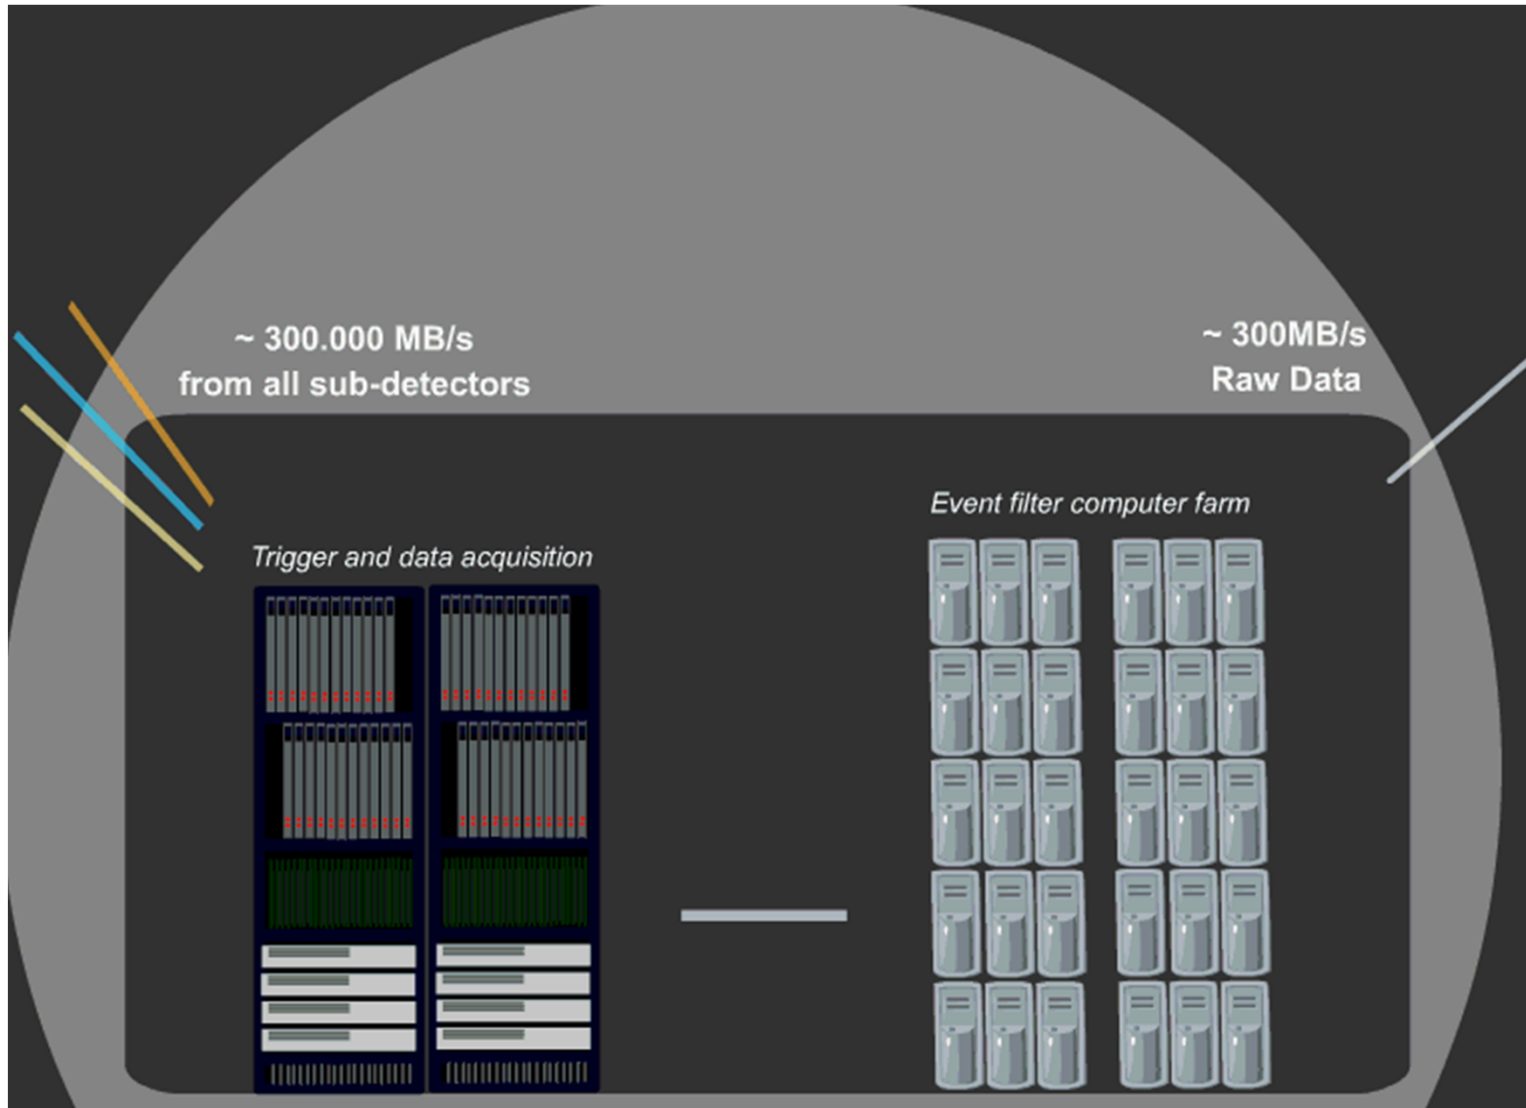 ~ 300.000 MB/s
from all sub-detectors
~ 300MB/s
Raw Data
Event filter computer farm
Trigger and data acquisition